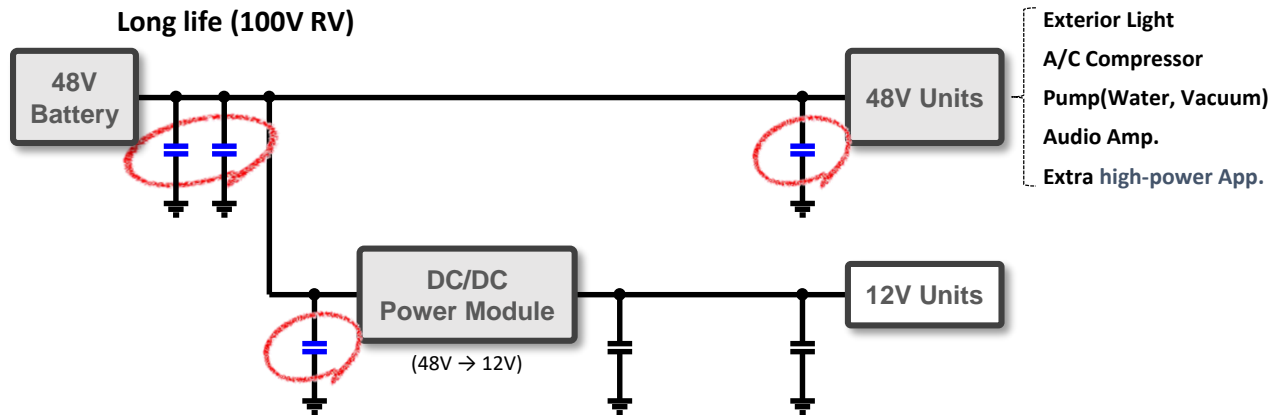 Long life (100V RV)
48V
Battery
48V Units
Exterior Light
A/C Compressor
Pump(Water, Vacuum)
Audio Amp.
Extra high-power App.
DC/DC
Power Module
(48V → 12V)
12V Units